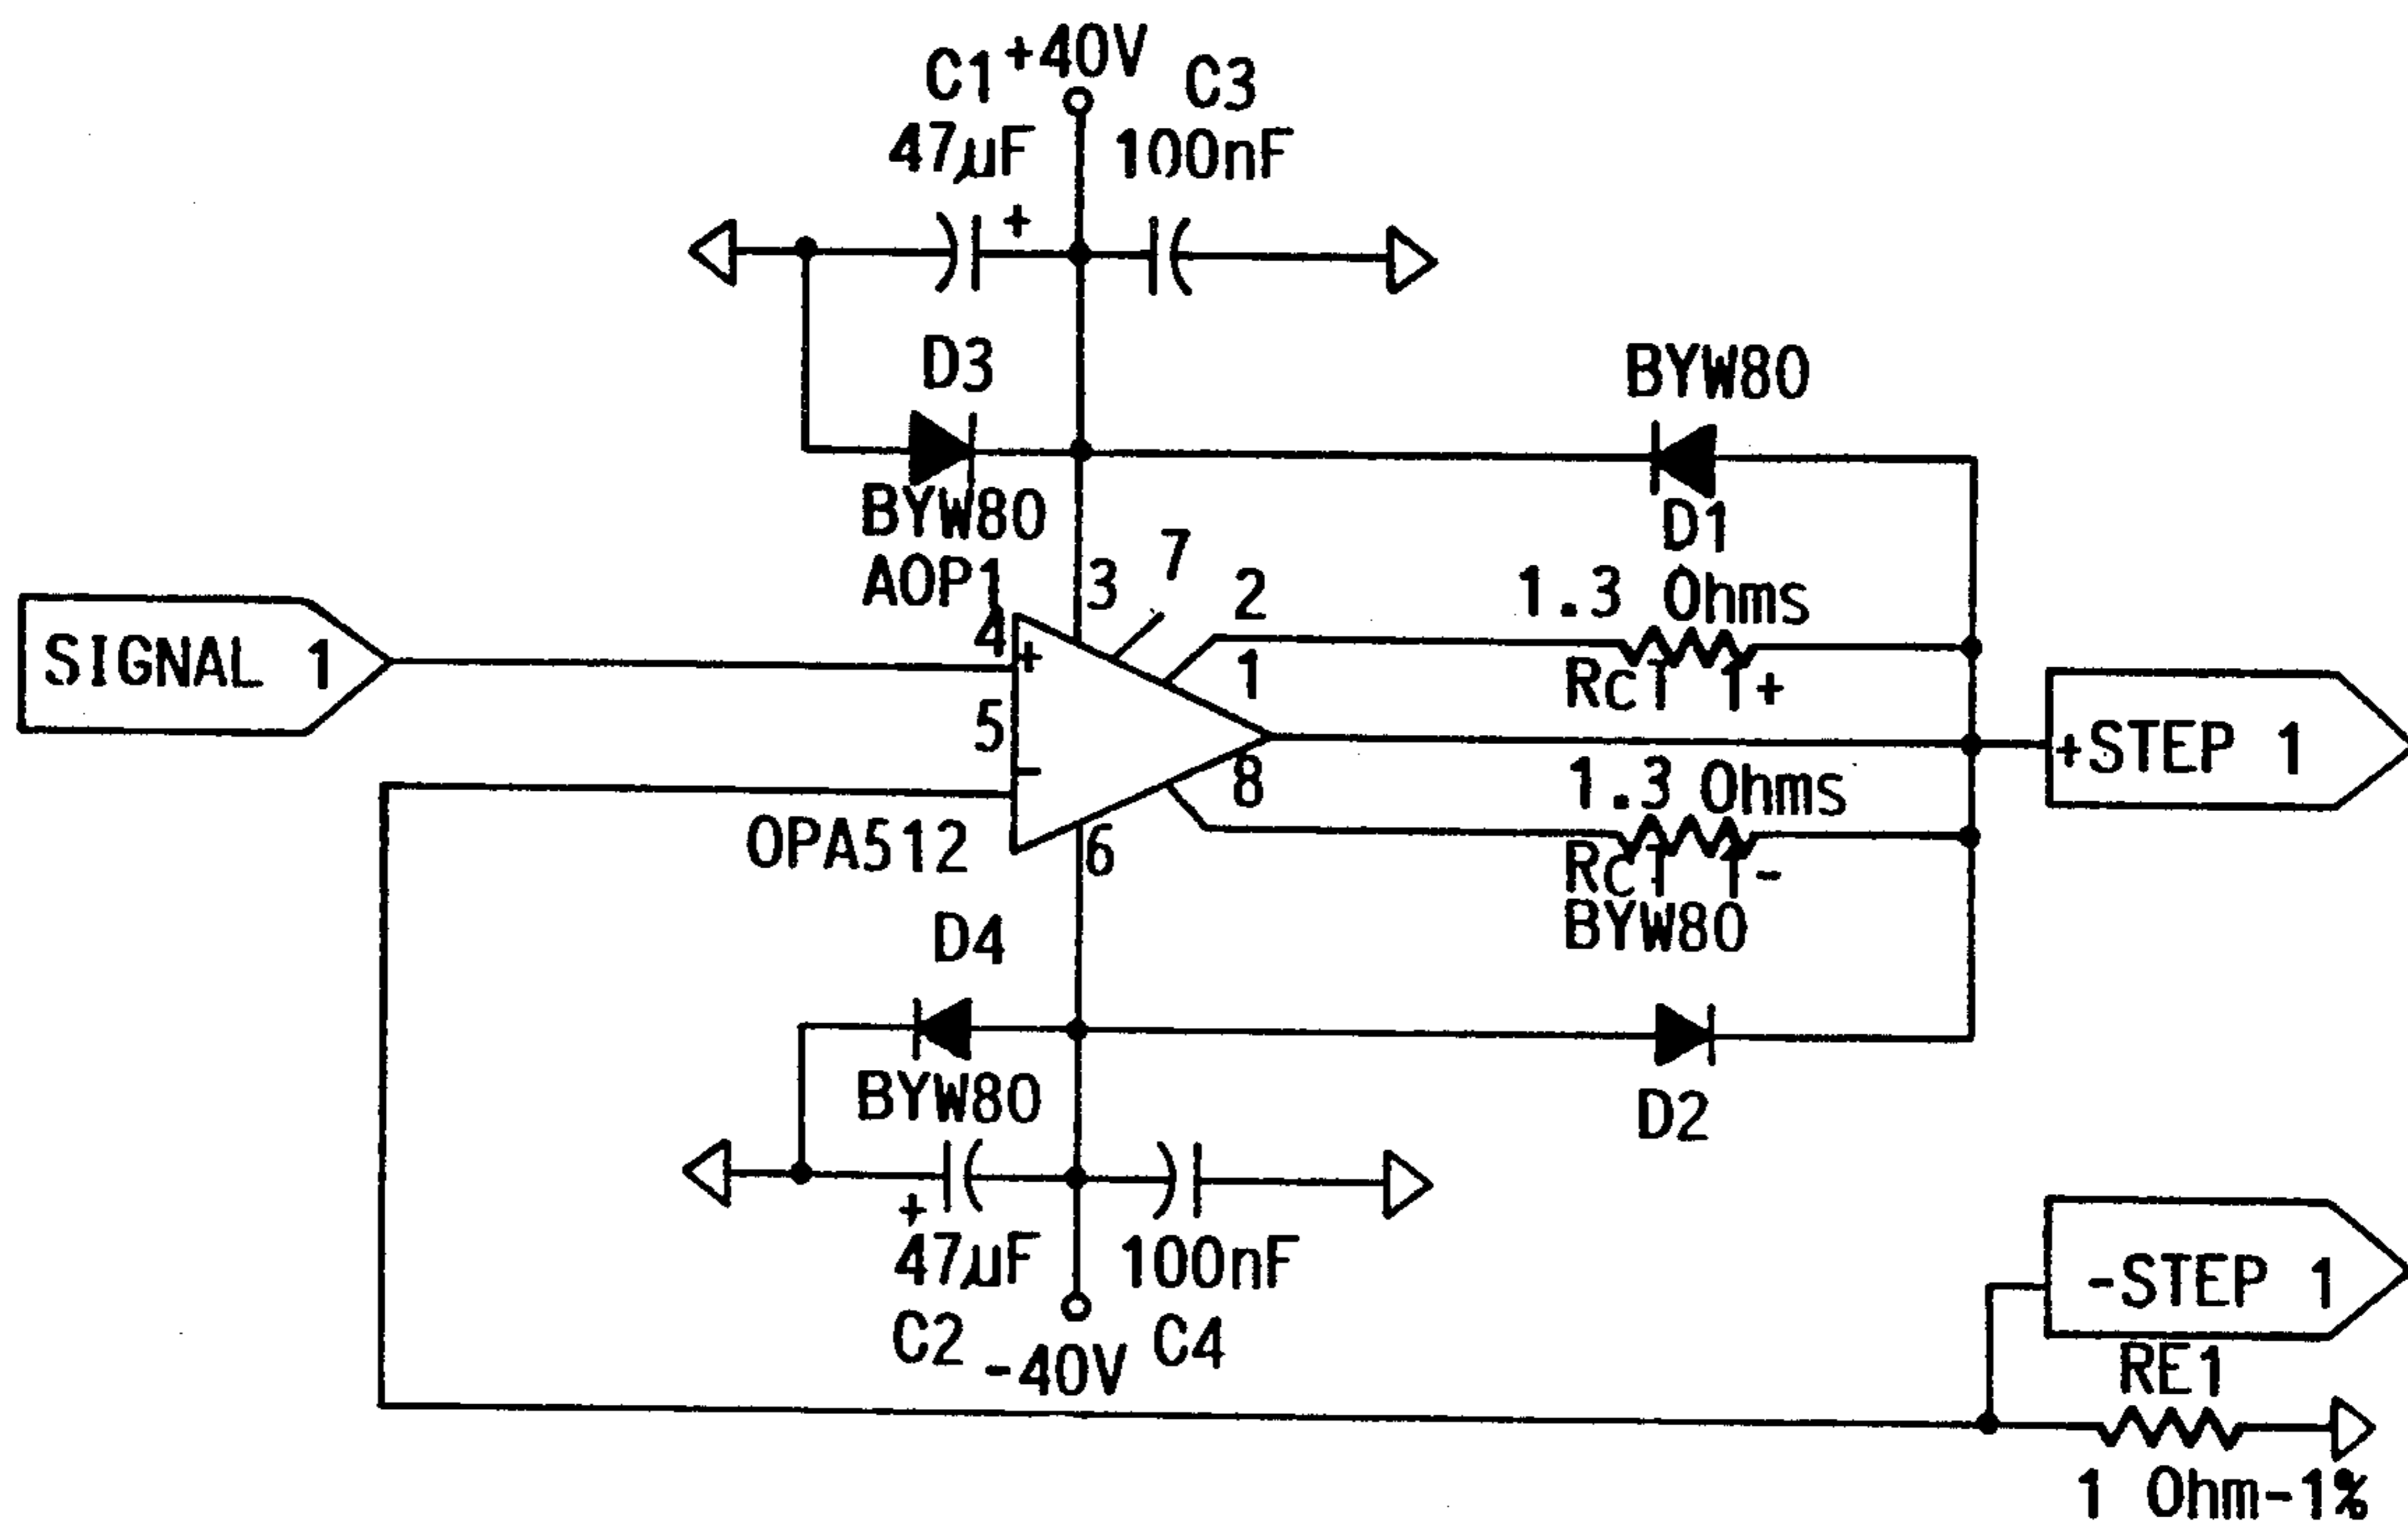 C1 +40V C3
47µF 100nF
+
D3
BYW80
BYW80
D1
AOP1
3
7
2
1.3 Ohms
4
+
SIGNAL 1
1
RCT 1+
5
-
+STEP 1
8
1.3 Ohms
OPA512
6
RCT 1-
BYW80
D4
BYW80
D2
+
47µF 100nF
C2 -40V C4
-STEP 1
RE1
1 Ohm-1%